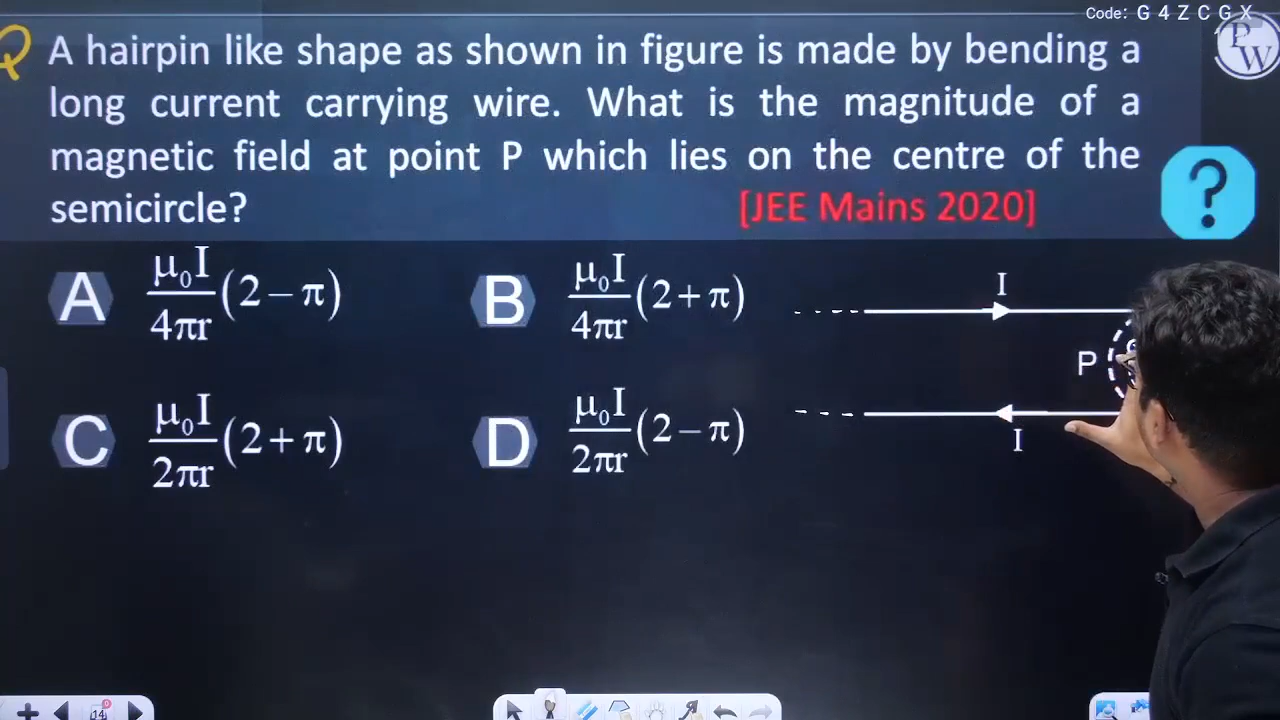 Code: G 4 Z C G X
Q A hairpin like shape as shown in figure is made by bending a
long current carrying wire. What is the magnitude of a
magnetic field at point P which lies on the centre of the
semicircle? [JEE Mains 2020]
PW
?
A μ₀I/4πr (2 − π)
B μ₀I/4πr (2 + π)
C μ₀I/2πr (2 + π)
D μ₀I/2πr (2 − π)
I
P
I
14